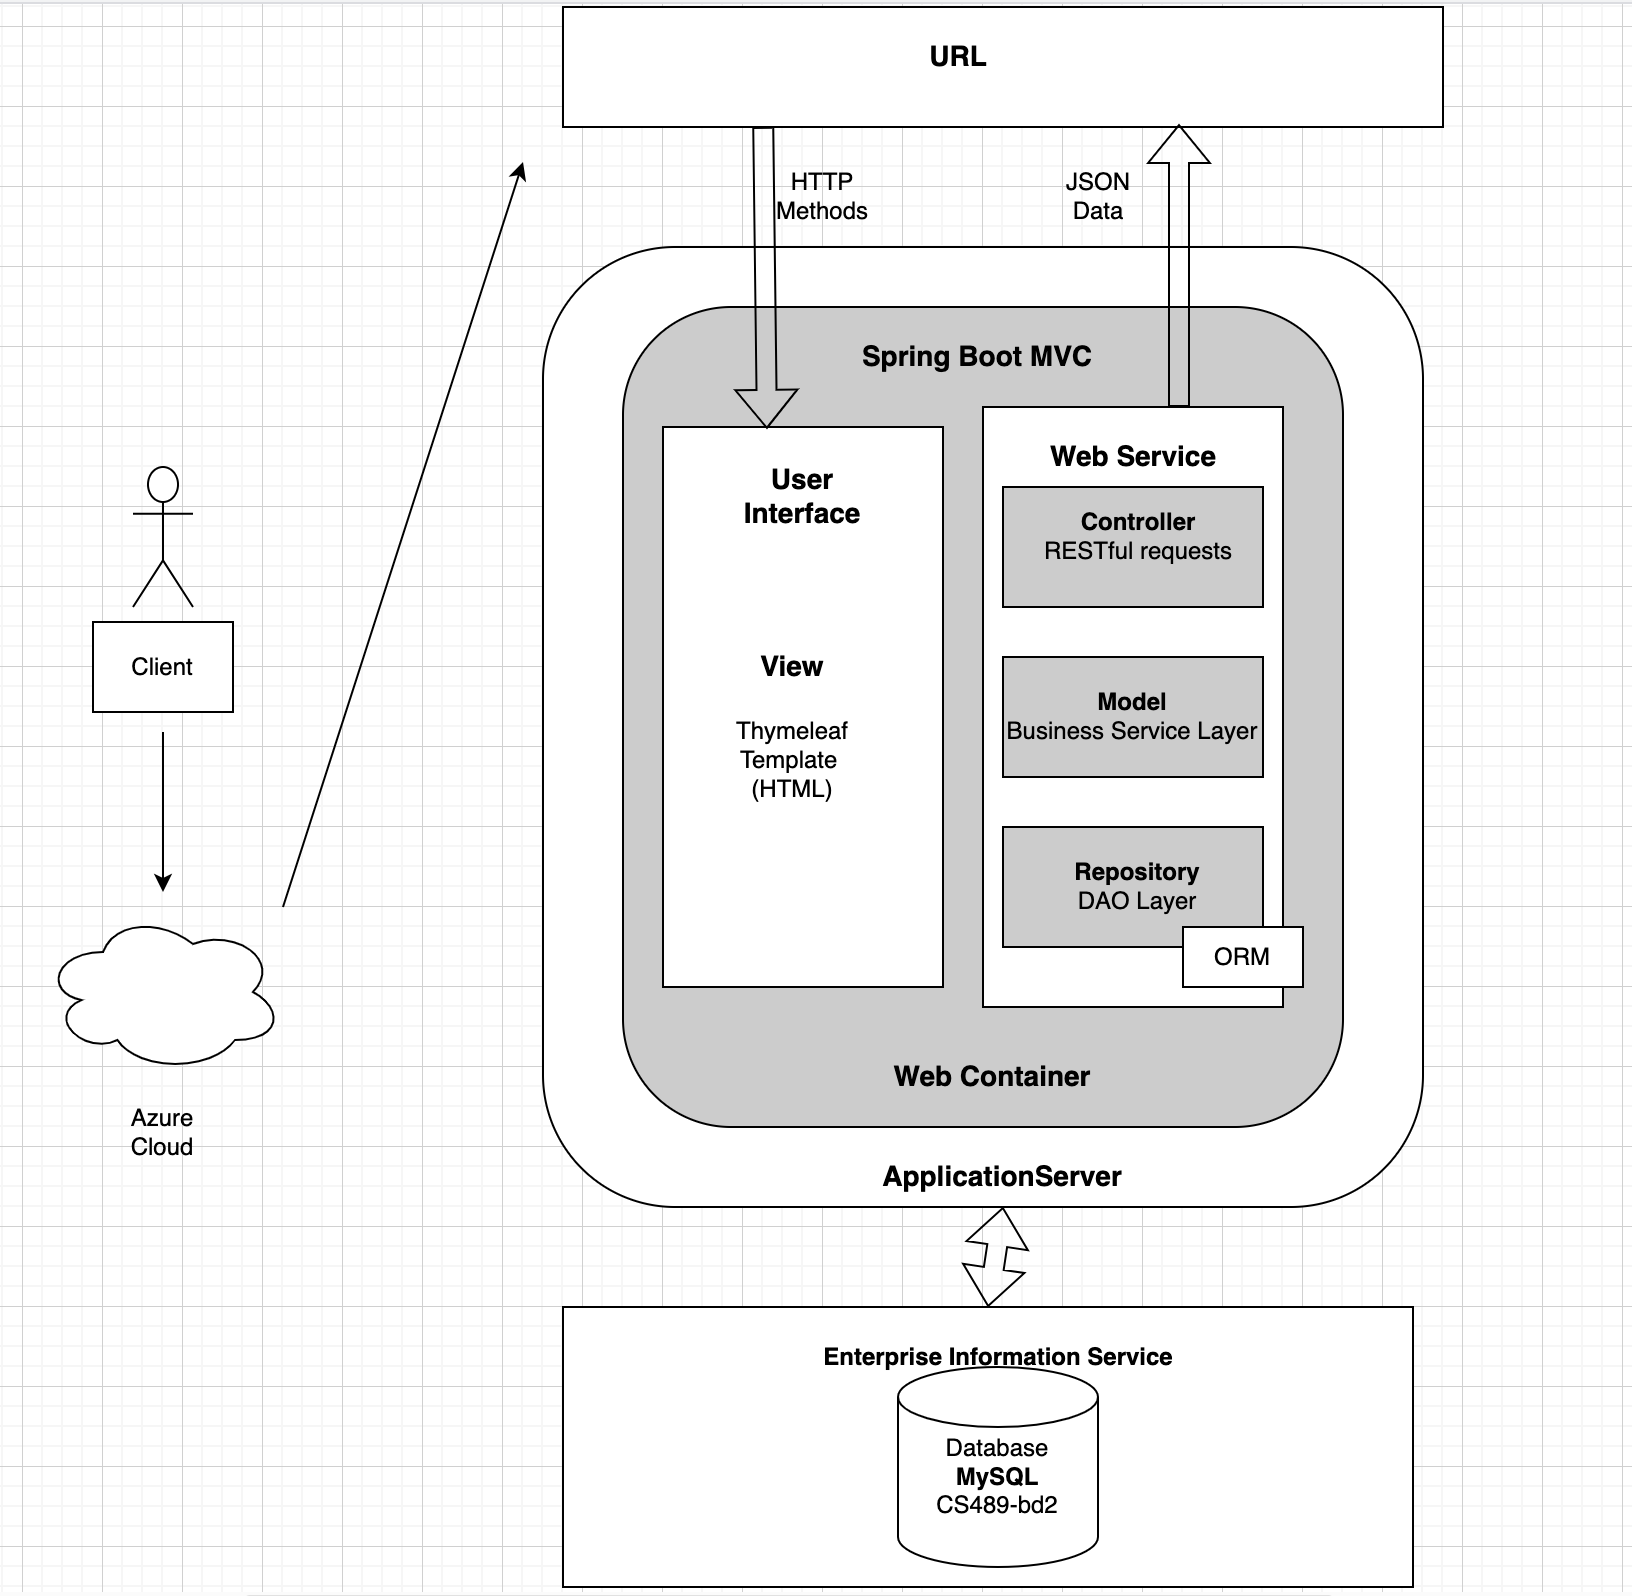 URL
HTTP
Methods
JSON
Data
Spring Boot MVC
User
Interface
View
Thymeleaf
Template
(HTML)
Web Service
Controller
RESTful requests
Model
Business Service Layer
Repository
DAO Layer
ORM
Web Container
ApplicationServer
Client
Azure
Cloud
Enterprise Information Service
Database
MySQL
CS489-bd2